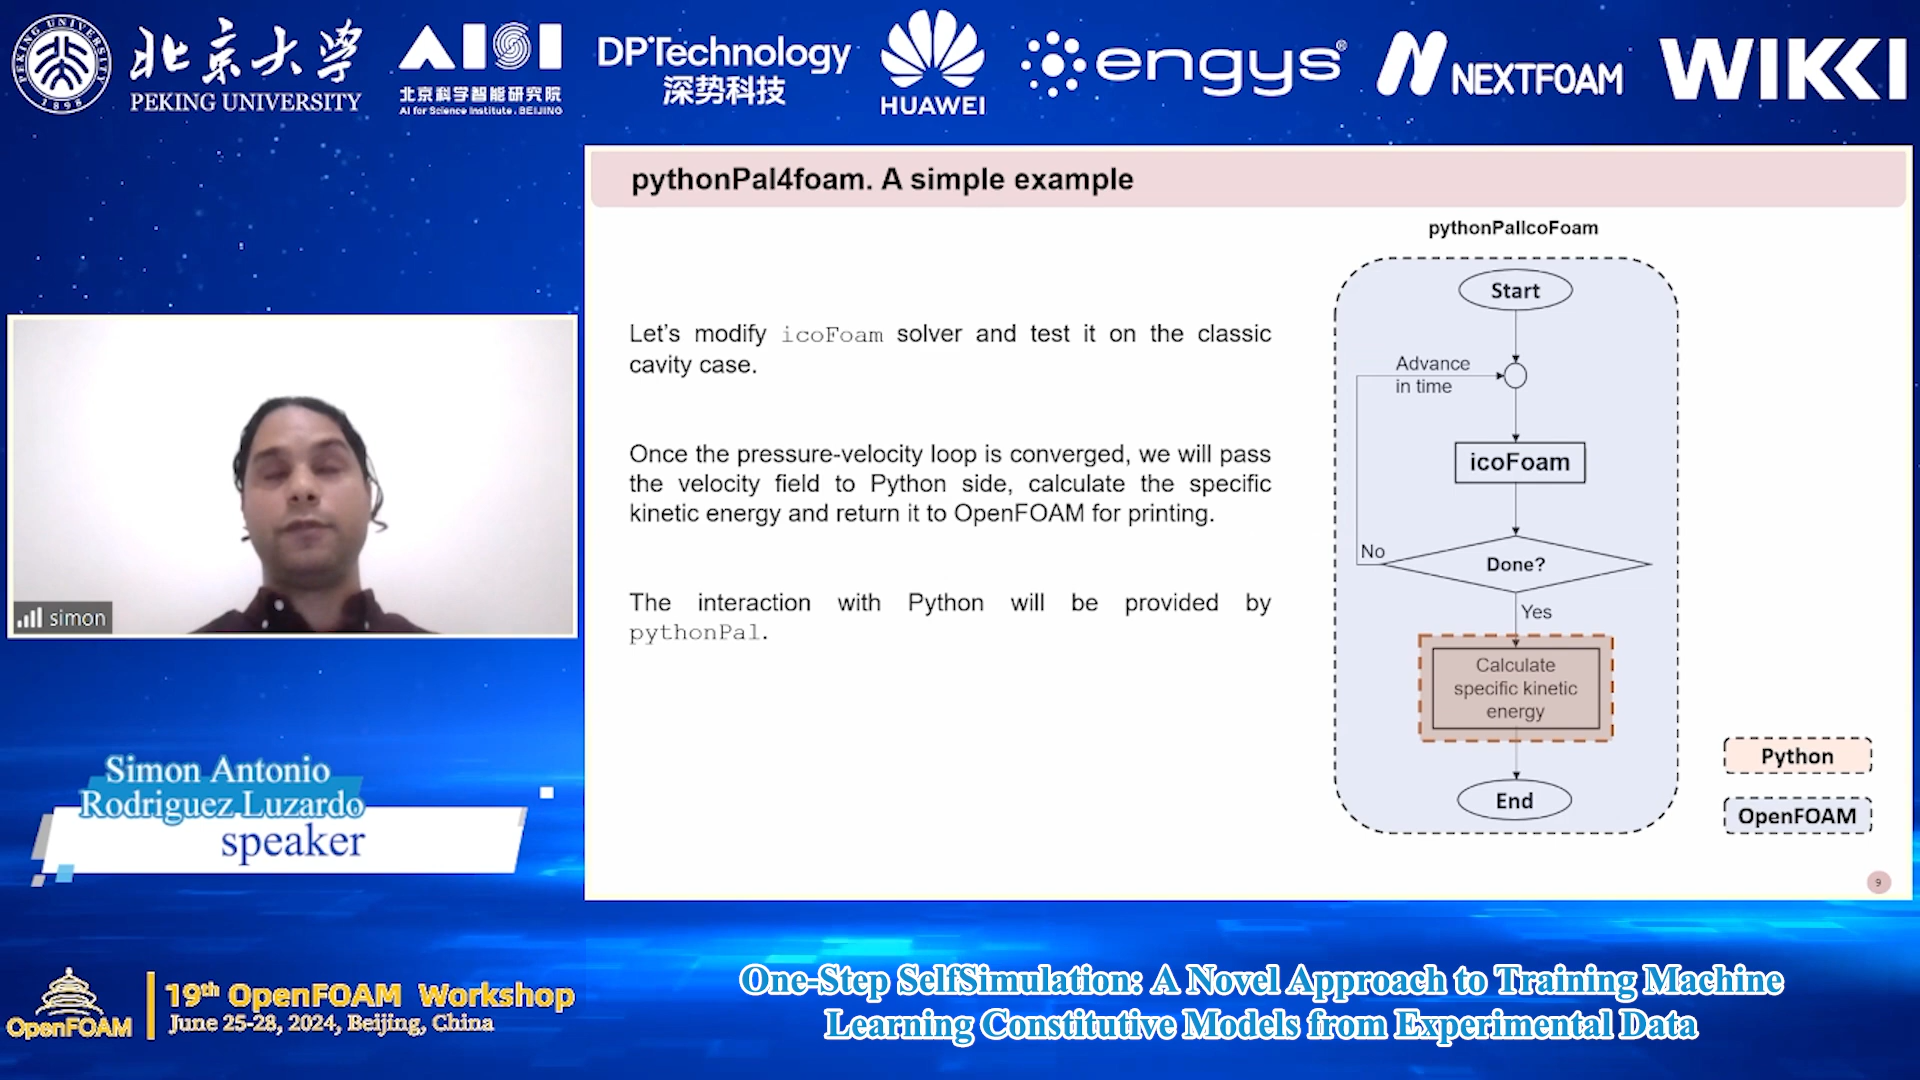 PEKING UNIVERSITY
1898
北京大学
PEKING UNIVERSITY
AISI
北京科学智能研究院
AI for Science Institute, BEIJING
DP Technology
深势科技
HUAWEI
engys®
NEXTFOAM
WIKKI
pythonPal4foam. A simple example
Let's modify icoFoam solver and test it on the classic
cavity case.
Once the pressure-velocity loop is converged, we will pass
the velocity field to Python side, calculate the specific
kinetic energy and return it to OpenFOAM for printing.
The interaction with Python will be provided by
pythonPal.
pythonPalIcoFoam
Start
Advance
in time
icoFoam
Done?
No
Yes
Calculate
specific kinetic
energy
End
Python
OpenFOAM
9
simon
Simon Antonio
Rodriguez Luzardo
speaker
OpenFOAM
19th OpenFOAM Workshop
June 25-28, 2024, Beijing, China
One-Step SelfSimulation: A Novel Approach to Training Machine
Learning Constitutive Models from Experimental Data